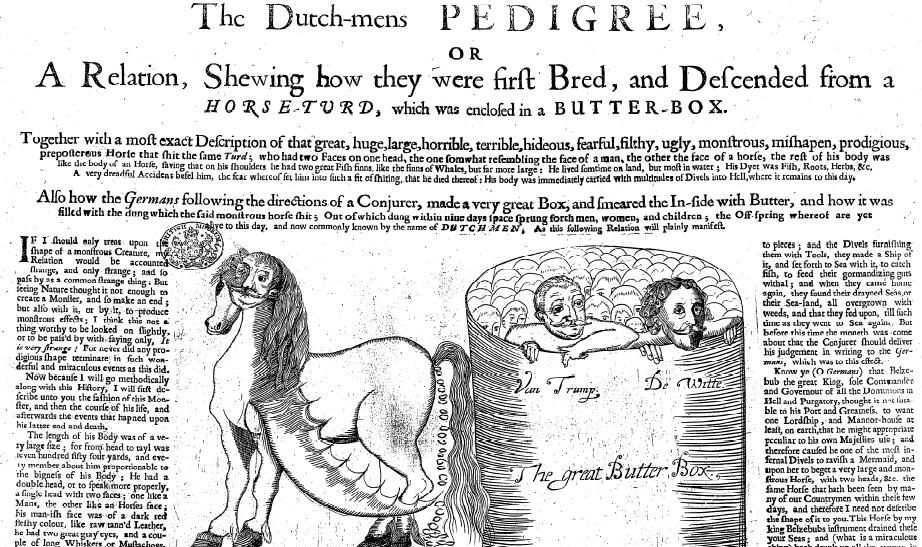 The Dutch-mens PEDIGREE,
OR
A Relation, Shewing how they were first Bred, and Descended from a
HORSE-TURD, which was enclosed in a BUTTER-BOX.
Together with a most exact Description of that great, huge, large, horrible, terrible, hideous, fearful, filthy, ugly, monstrous, mishapen, prodigious,
preposterous Horse that shit the same Turd; who had two Faces on one head, the one somwhat resembling the face of a man, the other the face of a horse, the rest of his body was
like the body of an Horse, saving that on his shoulders he had two great Fish finns, like the finns of Whales, but far more large: He lived somtime on land, but most in water; His Dyet was Fish, Roots, Herbs, &c.
A very dreadful Accident befel him, the fear whereof set him into such a fit of shiting, that he died thereof: His body was immediately carried with multitudes of Divels into Hell, where it remains to this day.
Also how the Germans following the directions of a Conjurer, made a very great Box, and smeared the In-side with Butter, and how it was
filled with the dung which the said monstrous horse shit; Out of which dung within nine days space sprung forth men, women, and children; the Off-spring whereof are yet
alive to this day, and now commonly known by the name of DUTCHMEN; As this following Relation will plainly manifest.
IF I should only treat upon the
shape of a monstrous Creature, my
Relation would be accounted
strange, and only strange; and so
pass by as a common strange thing: But
seeing Nature thought it not enough to
create a Monster, and so make an end;
but also with it, or by it, to produce
monstrous effects; I think this not a
thing worthy to be looked on slightly,
or to be pass'd by with saying only, It
is very strange! For never did any pro-
digious shape terminate in such won-
derful and miraculous events as this did.
Now because I will go methodically
along with this History, I will first de-
scribe unto you the fashion of this Mon-
ster, and then the course of his life, and
afterwards the events that hapned upon
his latter end and death.
The length of his Body was of a ve-
ry large size; for from head to tayl was
seven hundred fifty four yards, and eve-
ry member about him proportionable to
the bigness of his Body; He had a
double head, or to speak more properly,
a single head with two faces; one like a
Mans, the other like an Horses face;
his man-ish face was of a dark red
fleshy colour, like raw tann'd Leather,
he had two great gray eyes, and a cou-
ple of long Whiskers or Mustachoes.
Van Trump.
De Witte
The great Butter Box.
to pieces; and the Divels furnishing
them with Tools, they made a Ship of
it, and set forth to Sea with it, to catch
fish, to feed their gormandizing guts
withal; and when they came home
again, they found their drayned Seas, or
their Sea-land, all overgrown with
weeds, and that they fed upon, till such
time as they went to Sea again. But
before this time the moneth was come
about that the Conjurer should deliver
his judgement in writing to the Ger-
mans, which was to this effect.
Know ye (O Germans) that Belze-
bub the great King, sole Commander
and Governour of all the Dominions in
Hell and Purgatory, thought it not suta-
ble to his Port and Greatness, to want
one Lordship, and Mannor-house at
least, on earth, that he might appropriate
peculiar to his own Majesties use; and
therefore caused he one of the most in-
fernal Divels to ravish a Mermaid, and
upon her to beget a very large and mon-
strous Horse, with two heads, &c. the
same Horse that hath been seen by ma-
ny of our Countrymen within these few
days, and therefore I need not describe
the shape of it to you. This Horse by my
king Belzebubs instrument drained these
your Seas; and (what is a miraculous